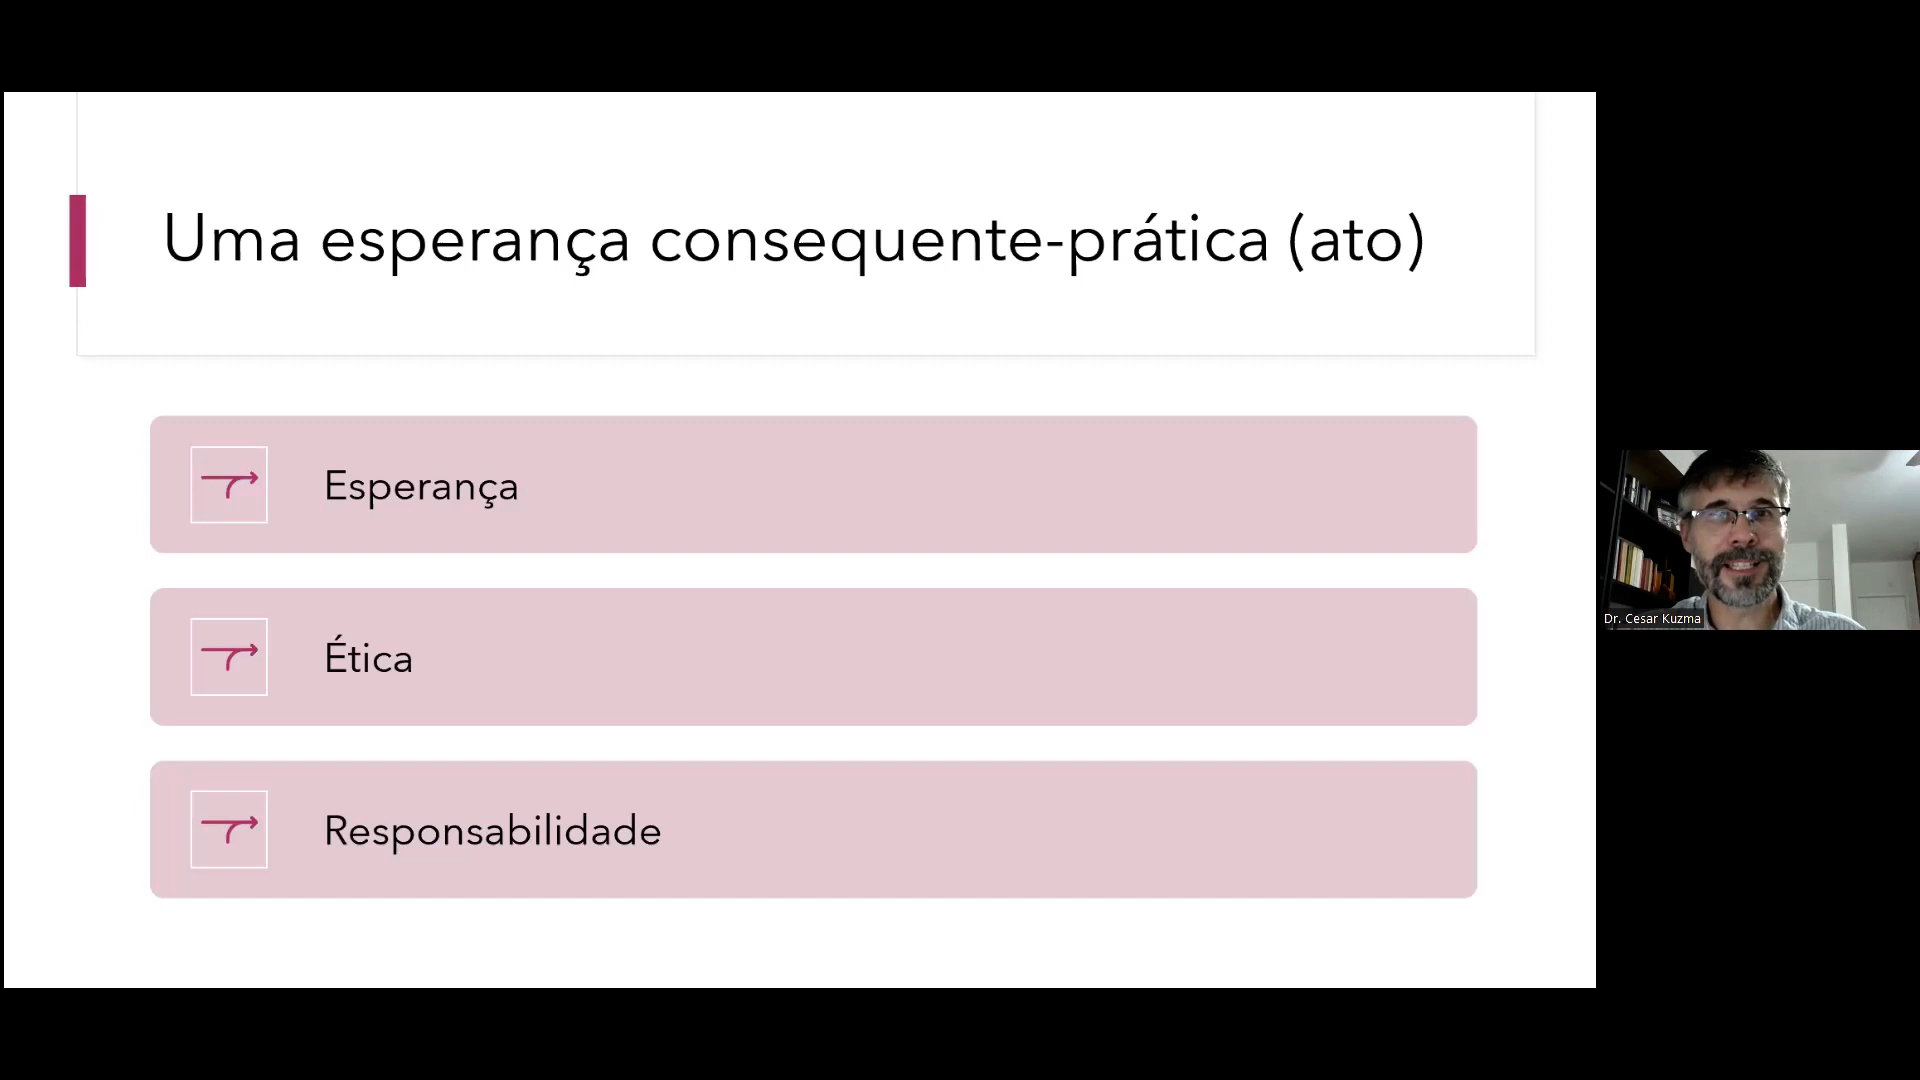 Uma esperança consequente-prática (ato)
Esperança
Ética
Responsabilidade
Dr. Cesar Kuzma